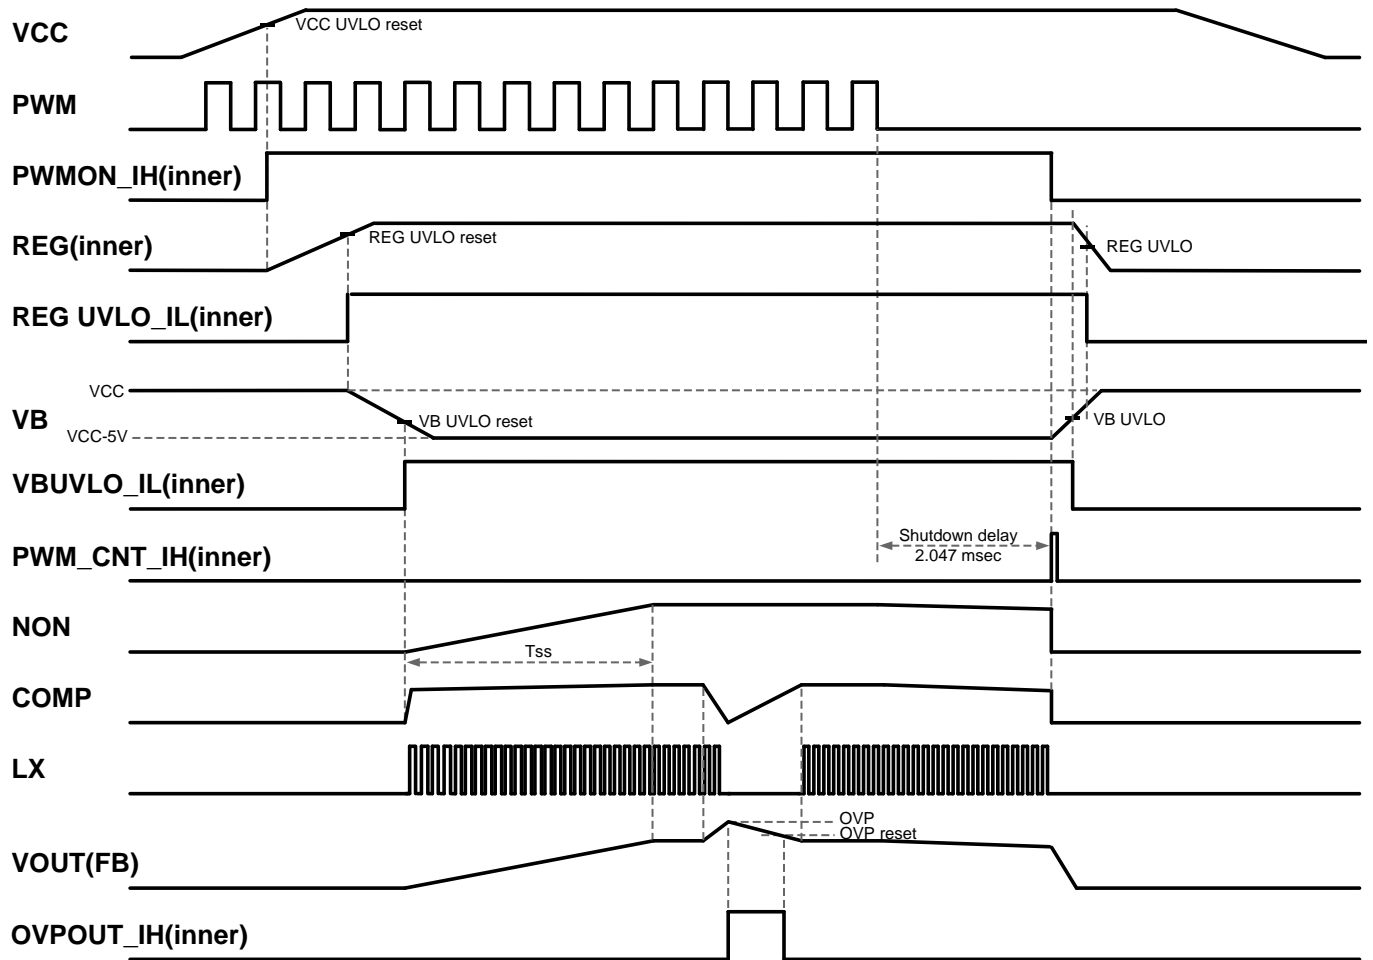 VCC
VCC UVLO reset
PWM
PWMON_IH(inner)
REG(inner)
REG UVLO reset
REG UVLO
REG UVLO_IL(inner)
VCC
VB
VB UVLO reset
VB UVLO
VCC-5V
VBUVLO_IL(inner)
Shutdown delay
2.047 msec
PWM_CNT_IH(inner)
NON
Tss
COMP
LX
OVP
OVP reset
VOUT(FB)
OVPOUT_IH(inner)